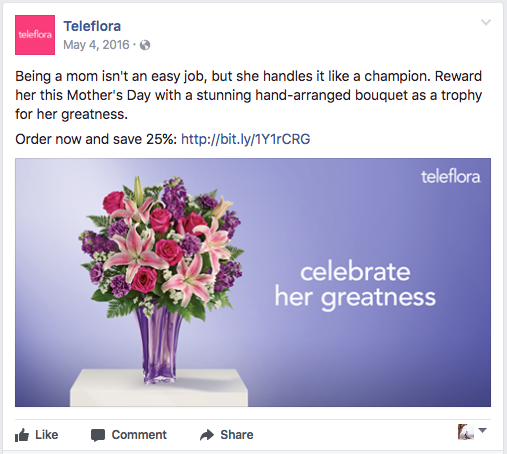 teleflora
Teleflora
May 4, 2016 ·
Being a mom isn't an easy job, but she handles it like a champion. Reward
her this Mother's Day with a stunning hand-arranged bouquet as a trophy
for her greatness.
Order now and save 25%: http://bit.ly/1Y1rCRG
teleflora
celebrate
her greatness
Like Comment Share